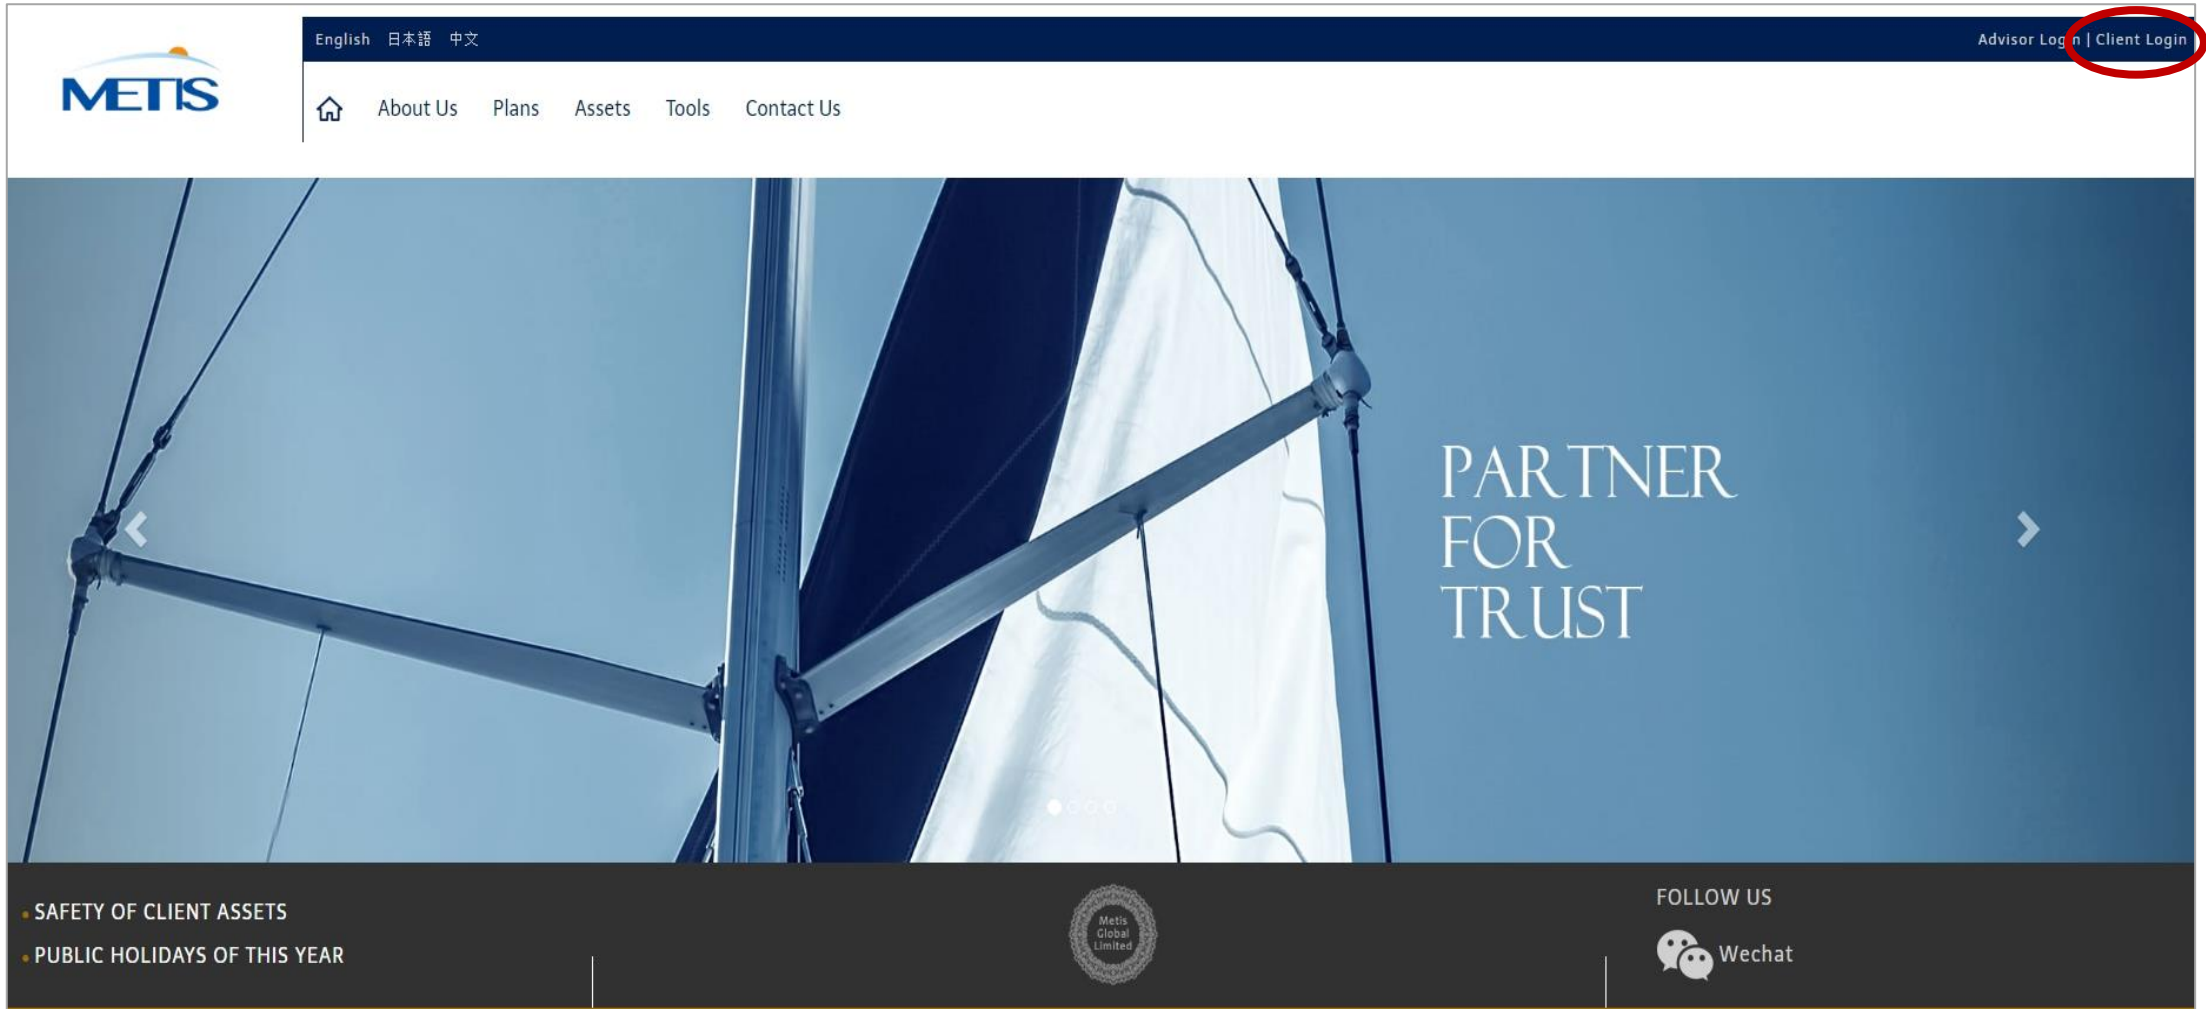 METIS
English 日本語 中文
Advisor Login | Client Login
About Us Plans Assets Tools Contact Us
PARTNER
FOR
TRUST
SAFETY OF CLIENT ASSETS
PUBLIC HOLIDAYS OF THIS YEAR
Metis
Global
Limited
FOLLOW US
Wechat